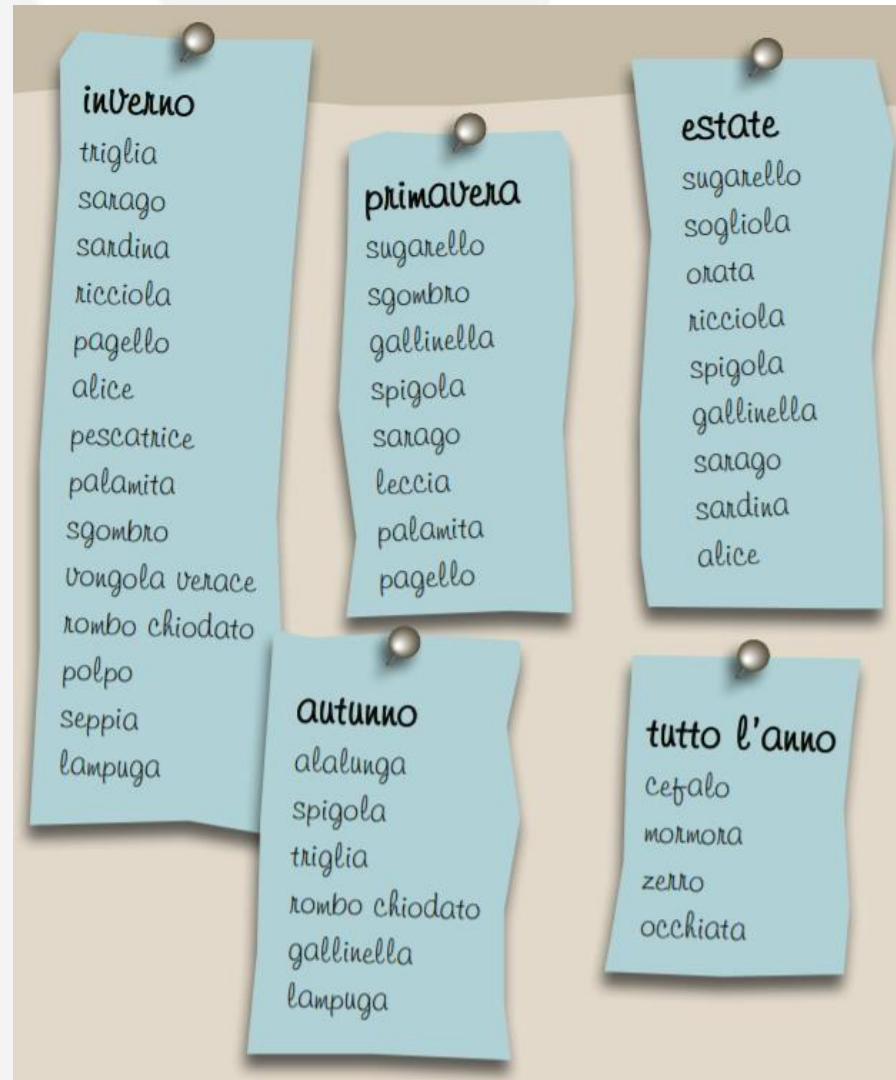 inverno
triglia
sarago
sardina
ricciola
pagello
alice
pescatrice
palamita
sgombro
vongola verace
rombo chiodato
polpo
seppia
lampuga
primavera
sugarello
sgombro
gallinella
spigola
sarago
leccia
palamita
pagello
estate
sugarello
sogliola
orata
ricciola
spigola
gallinella
sarago
sardina
alice
autunno
alalunga
spigola
triglia
rombo chiodato
gallinella
lampuga
tutto l'anno
cefalo
mormora
zerro
occhiata